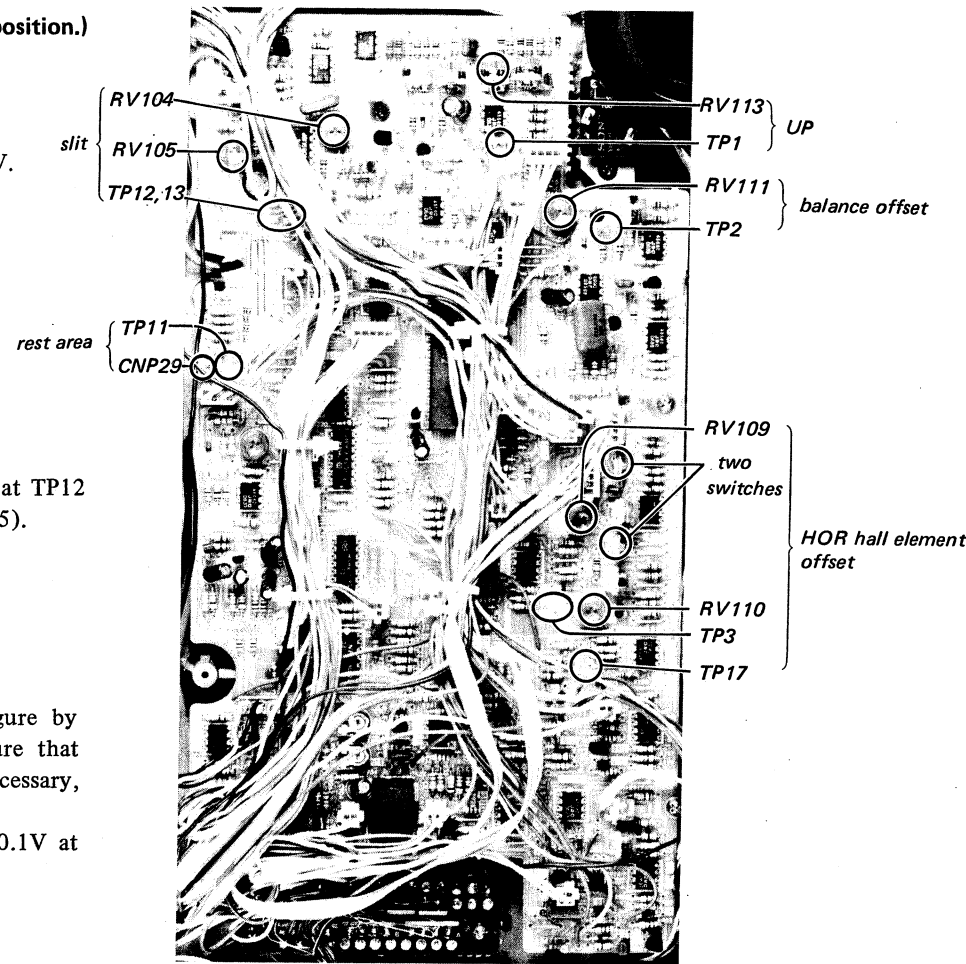 position.)
V.
at TP12
5).
gure by
ure that
cessary,
0.1V at
slit
RV104
RV105
TP12,13
rest area
TP11
CNP29
RV113
TP1
UP
RV111
TP2
balance offset
RV109
two
switches
RV110
TP3
TP17
HOR hall element
offset